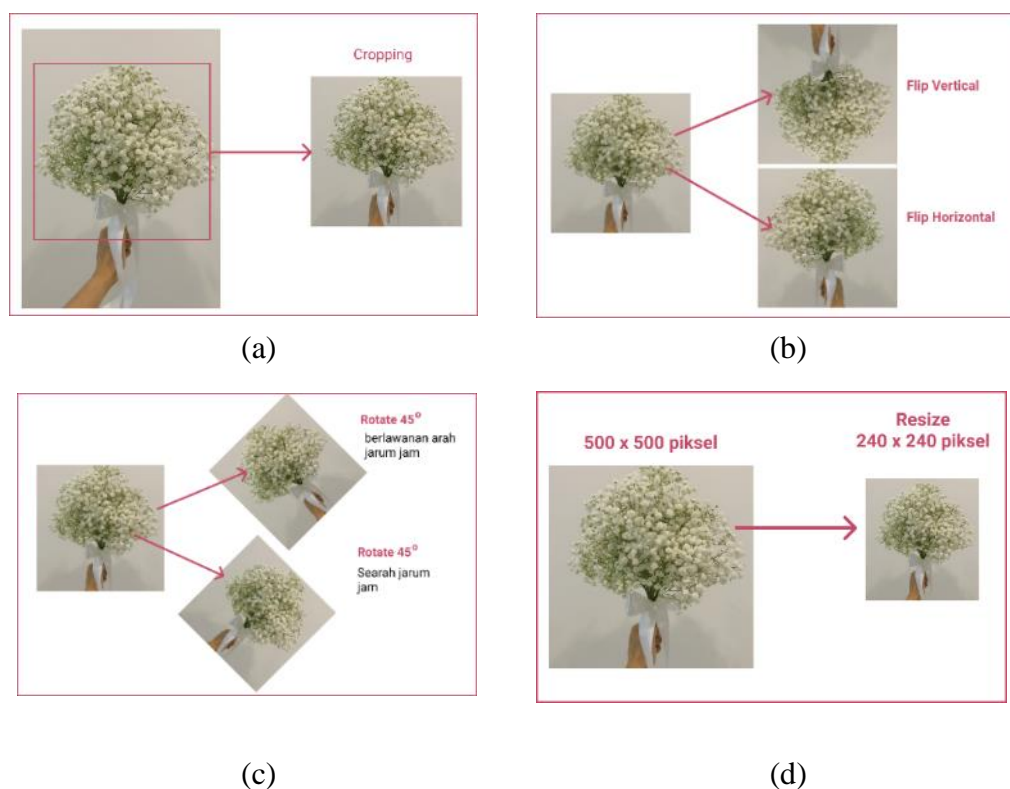 Cropping
Flip Vertical
Flip Horizontal
(a)
(b)
Rotate 45°
berlawanan arah
jarum jam
Rotate 45°
Searah jarum
jam
500 x 500 piksel
Resize
240 x 240 piksel
(c)
(d)